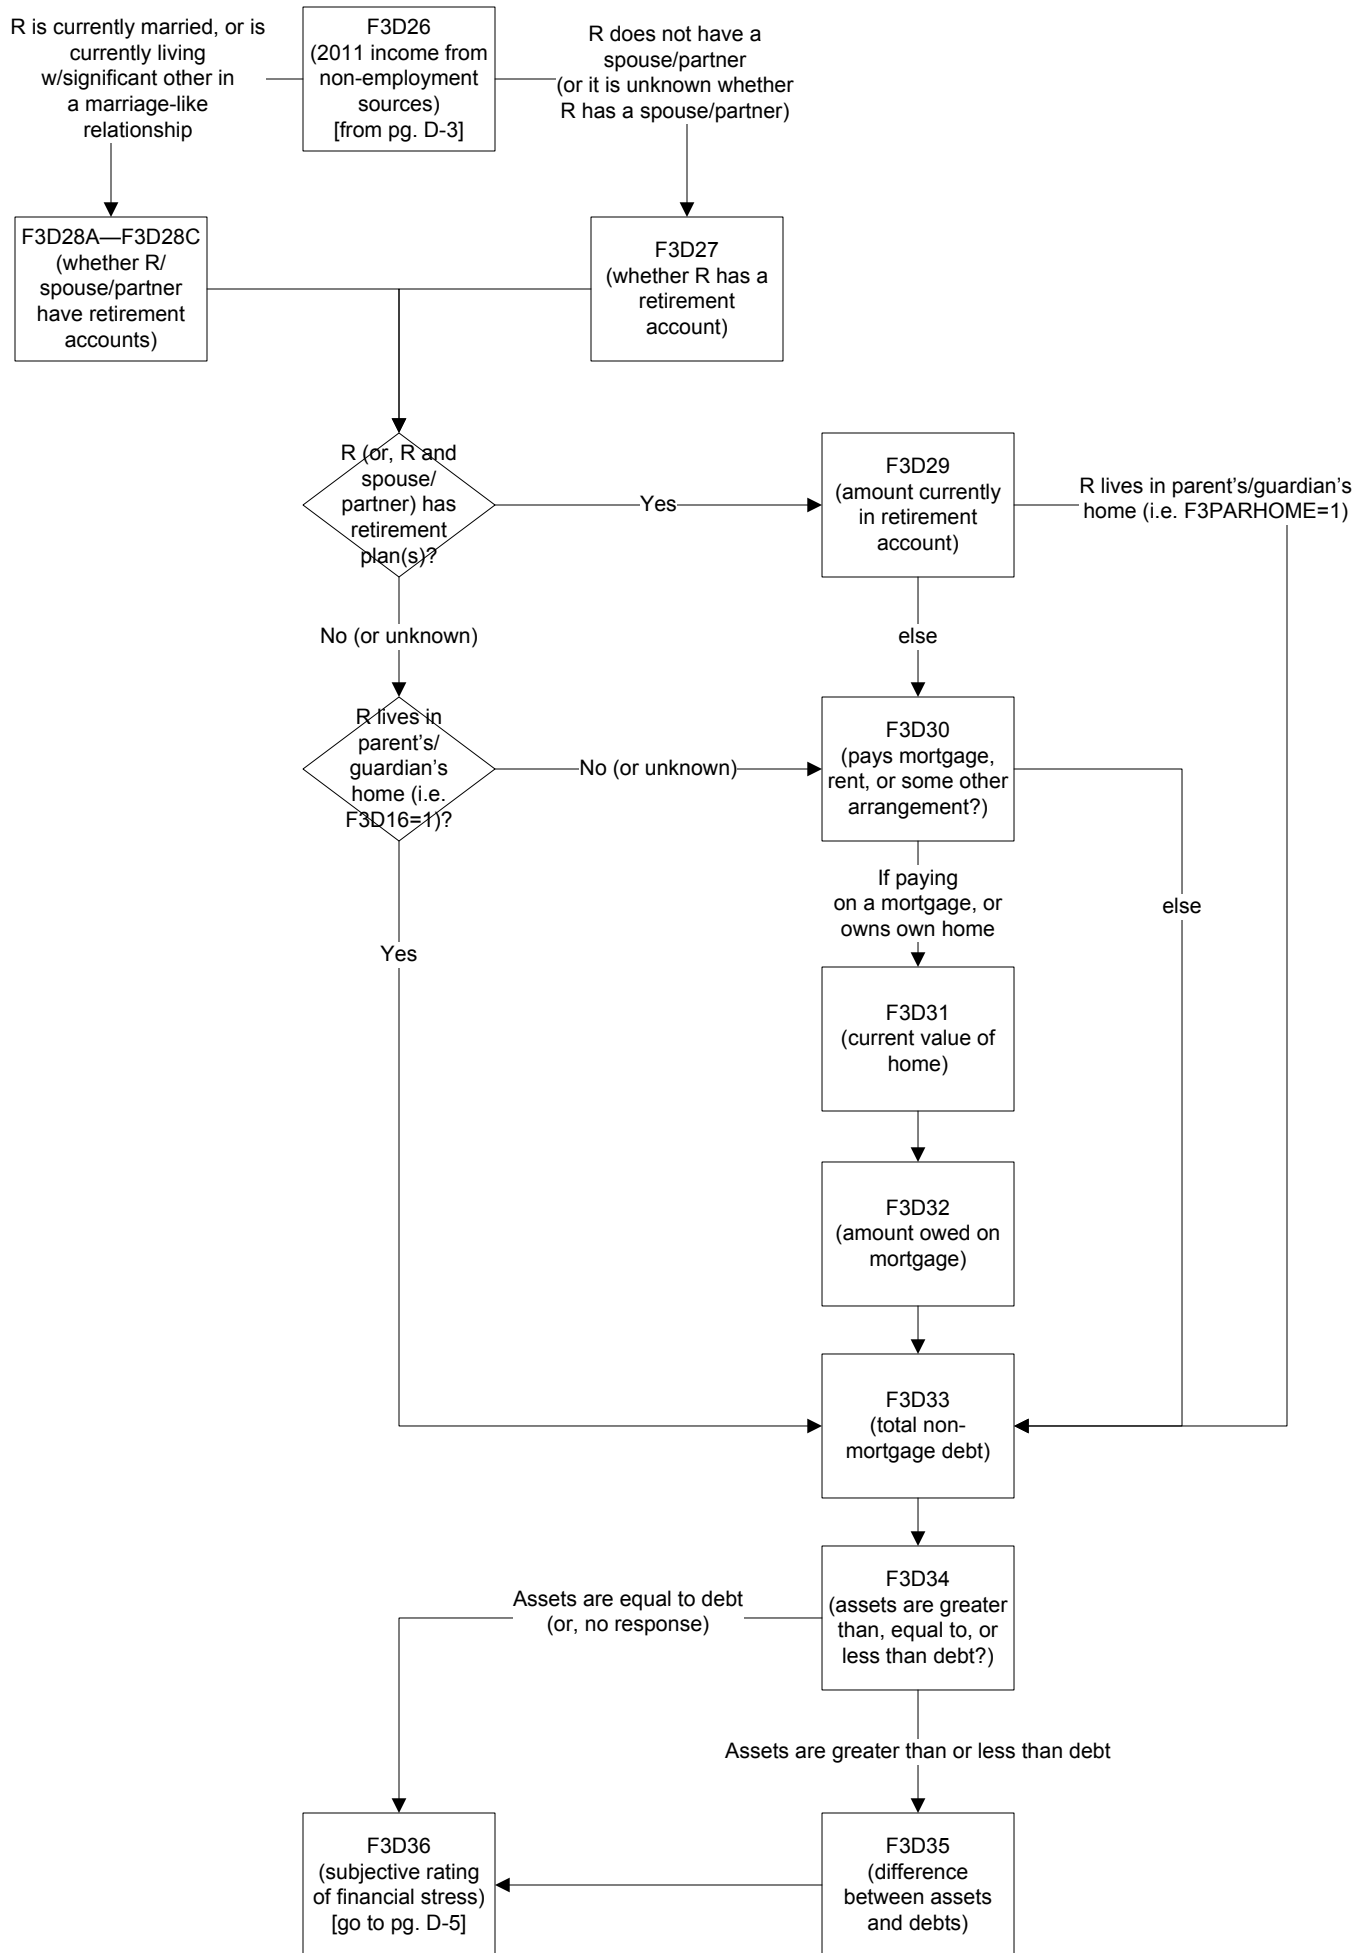 R is currently married, or is
currently living
w/significant other in
a marriage-like
relationship
F3D26
(2011 income from
non-employment
sources)
[from pg. D-3]
R does not have a
spouse/partner
(or it is unknown whether
R has a spouse/partner)
F3D28A—F3D28C
(whether R/
spouse/partner
have retirement
accounts)
F3D27
(whether R has a
retirement
account)
R (or, R and
spouse/
partner) has
retirement
plan(s)?
Yes
F3D29
(amount currently
in retirement
account)
R lives in parent's/guardian's
home (i.e. F3PARHOME=1)
No (or unknown)
else
R lives in
parent's/
guardian's
home (i.e.
F3D16=1)?
No (or unknown)
F3D30
(pays mortgage,
rent, or some other
arrangement?)
If paying
on a mortgage, or
owns own home
else
Yes
F3D31
(current value of
home)
F3D32
(amount owed on
mortgage)
F3D33
(total non-
mortgage debt)
F3D34
(assets are greater
than, equal to, or
less than debt?)
Assets are equal to debt
(or, no response)
Assets are greater than or less than debt
F3D36
(subjective rating
of financial stress)
[go to pg. D-5]
F3D35
(difference
between assets
and debts)